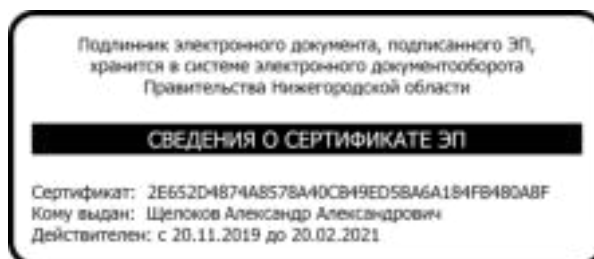 Подлинник электронного документа, подписанного ЭП,
хранится в системе электронного документооборота
Правительства Нижегородской области
СВЕДЕНИЯ О СЕРТИФИКАТЕ ЭП
Сертификат: 2E652D4874A8578A40CB49ED5BA6A184FB480A8F
Кому выдан: Щелоков Александр Александрович
Действителен: с 20.11.2019 до 20.02.2021